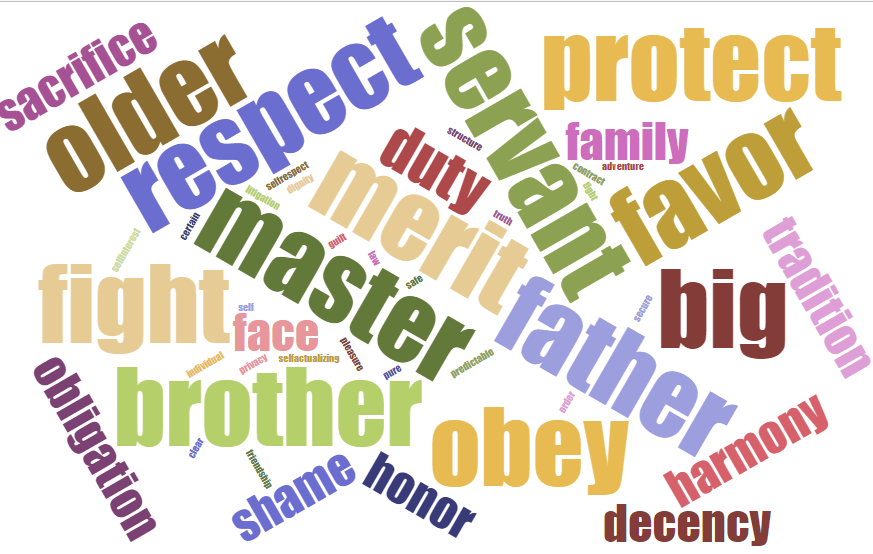 sacrifice
older
respect
servant
protect
family
adventure
structure
duty
contract
right
favor
selfrespect
dignity
litigation
merit
truth
certain
master
guilt
law
safe
selfinterest
tradition
fight
self
face
secure
big
father
individual
privacy
selfactualizing
pleasure
pure
predictable
order
brother
obligation
obey
harmony
clear
friendship
shame
honor
decency